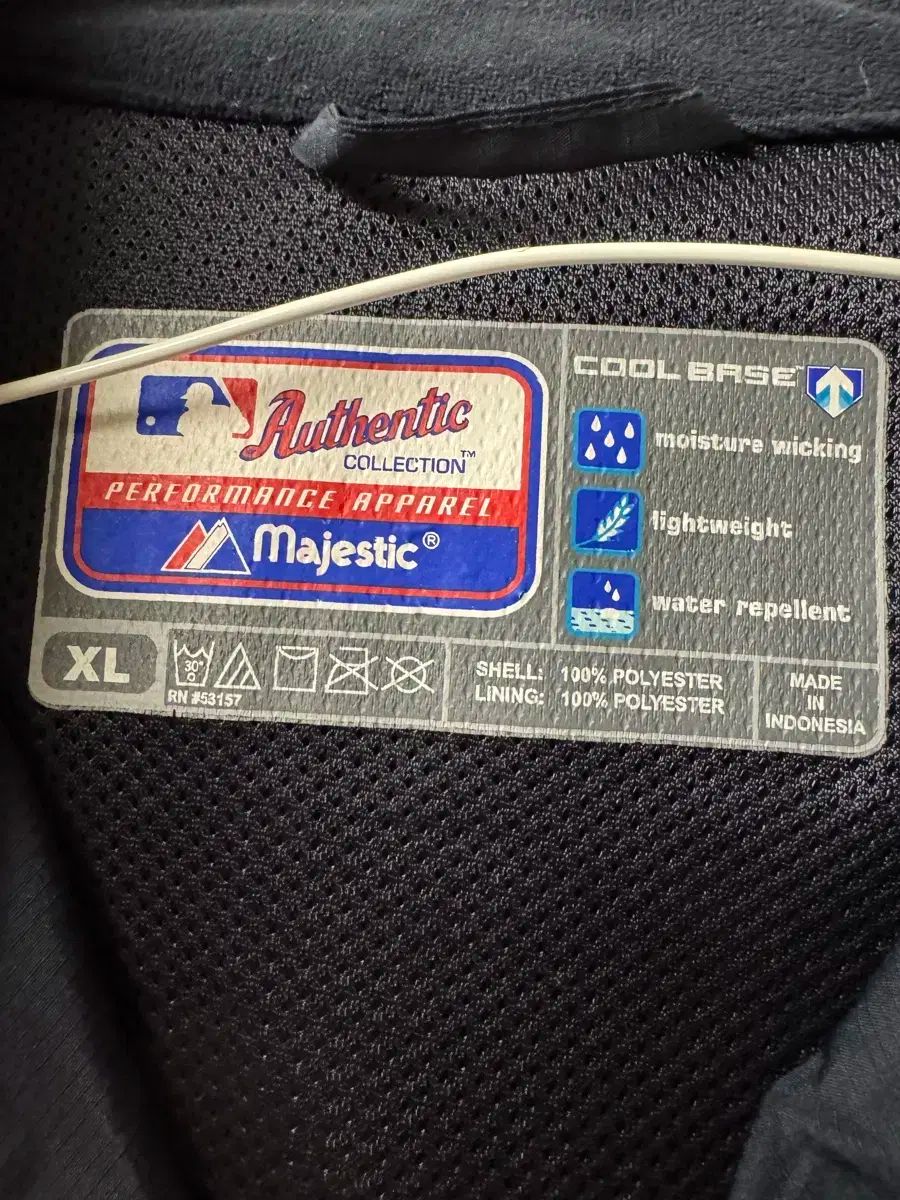 Authentic
COLLECTION™
PERFORMANCE APPAREL
Majestic®
COOL BASE™
moisture wicking
lightweight
water repellent
XL
30°
RN #53157
SHELL: 100% POLYESTER
LINING: 100% POLYESTER
MADE
IN
INDONESIA